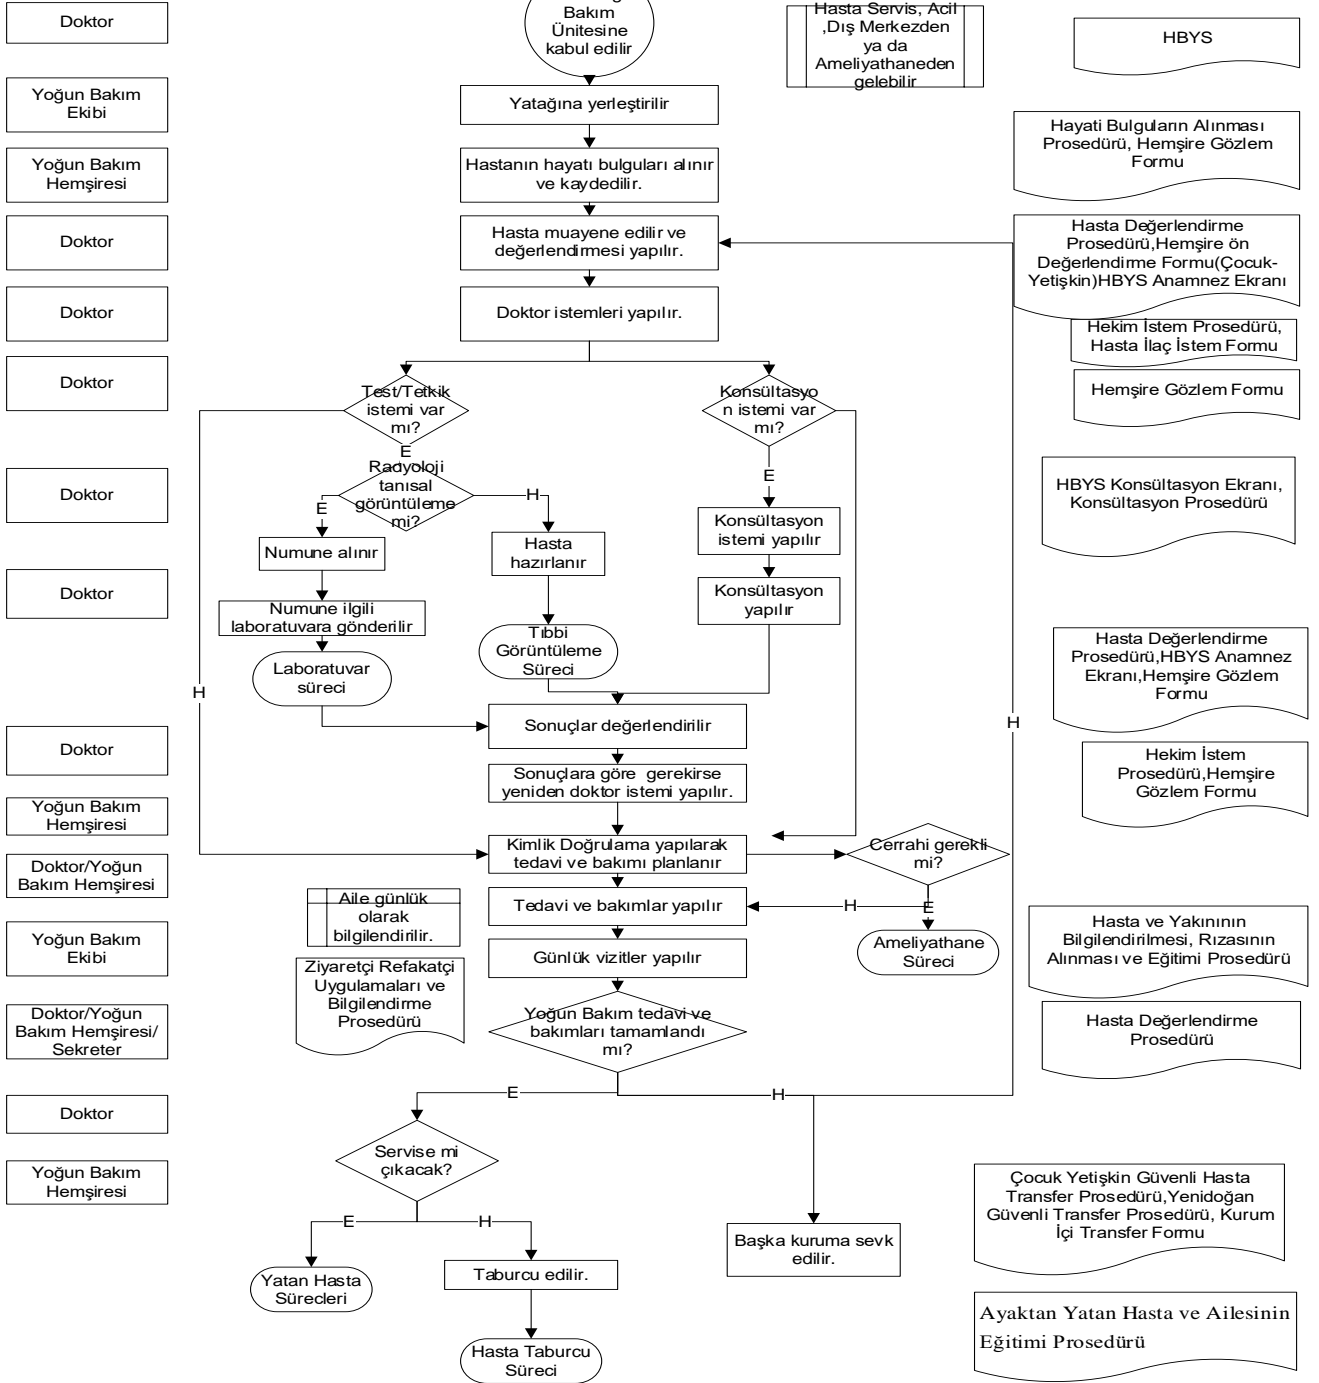 Doktor
Yoğun Bakım
Ekibi
Yoğun Bakım
Hemşiresi
Doktor
Doktor
Doktor
Doktor
Doktor
Doktor
Yoğun Bakım
Hemşiresi
Doktor/Yoğun
Bakım Hemşiresi
Yoğun Bakım
Ekibi
Doktor/Yoğun
Bakım Hemşiresi/
Sekreter
Doktor
Yoğun Bakım
Hemşiresi
Bakım
Ünitesine
kabul edilir
Hasta Servis, Acil
,Dış Merkezden
ya da
Ameliyathaneden
gelebilir
Yatağına yerleştirilir
Hastanın hayatı bulguları alınır
ve kaydedilir.
Hasta muayene edilir ve
değerlendirmesi yapılır.
Doktor istemleri yapılır.
Test/Tetkik
istemi var
mı?
Konsültasyo
n istemi var
mı?
E
Radyoloji
tanısal
görüntüleme
mi?
E
H
E
Numune alınır
Hasta
hazırlanır
Konsültasyon
istemi yapılır
Numune ilgili
laboratuvara gönderilir
Konsültasyon
yapılır
Laboratuvar
süreci
Tıbbi
Görüntüleme
Süreci
H
H
Sonuçlar değerlendirilir
Sonuçlara göre gerekirse
yeniden doktor istemi yapılır.
Kimlik Doğrulama yapılarak
tedavi ve bakımı planlanır
Cerrahi gerekli
mi?
Aile günlük
olarak
bilgilendirilir.
Tedavi ve bakımlar yapılır
H
E
Ameliyathane
Süreci
Günlük vizitler yapılır
Ziyaretçi Refakatçi
Uygulamaları ve
Bilgilendirme
Prosedürü
Yoğun Bakım tedavi ve
bakımları tamamlandı
mı?
E
H
Servise mi
çıkacak?
E
H
Başka kuruma sevk
edilir.
Yatan Hasta
Sürecleri
Taburcu edilir.
Hasta Taburcu
Süreci
HBYS
Hayati Bulguların Alınması
Prosedürü, Hemşire Gözlem
Formu
Hasta Değerlendirme
Prosedürü,Hemşire ön
Değerlendirme Formu(Çocuk-
Yetişkin)HBYS Anamnez Ekranı
Hekim İstem Prosedürü,
Hasta İlaç İstem Formu
Hemşire Gözlem Formu
HBYS Konsültasyon Ekranı,
Konsültasyon Prosedürü
Hasta Değerlendirme
Prosedürü,HBYS Anamnez
Ekranı,Hemşire Gözlem
Formu
Hekim İstem
Prosedürü,Hemşire
Gözlem Formu
Hasta ve Yakınının
Bilgilendirilmesi, Rızasının
Alınması ve Eğitimi Prosedürü
Hasta Değerlendirme
Prosedürü
Çocuk Yetişkin Güvenli Hasta
Transfer Prosedürü,Yenidoğan
Güvenli Transfer Prosedürü, Kurum
İçi Transfer Formu
Ayaktan Yatan Hasta ve Ailesinin
Eğitimi Prosedürü